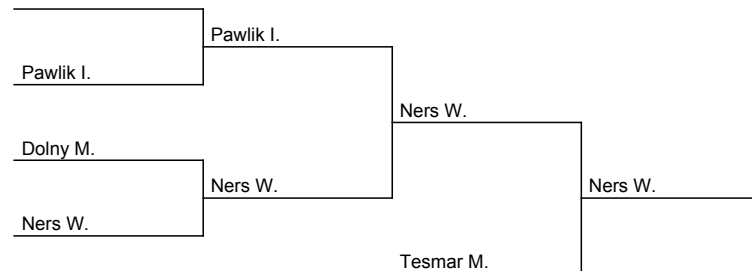 Pawlik I.
Pawlik I.
Ners W.
Dolny M.
Ners W.
Ners W.
Ners W.
Tesmar M.